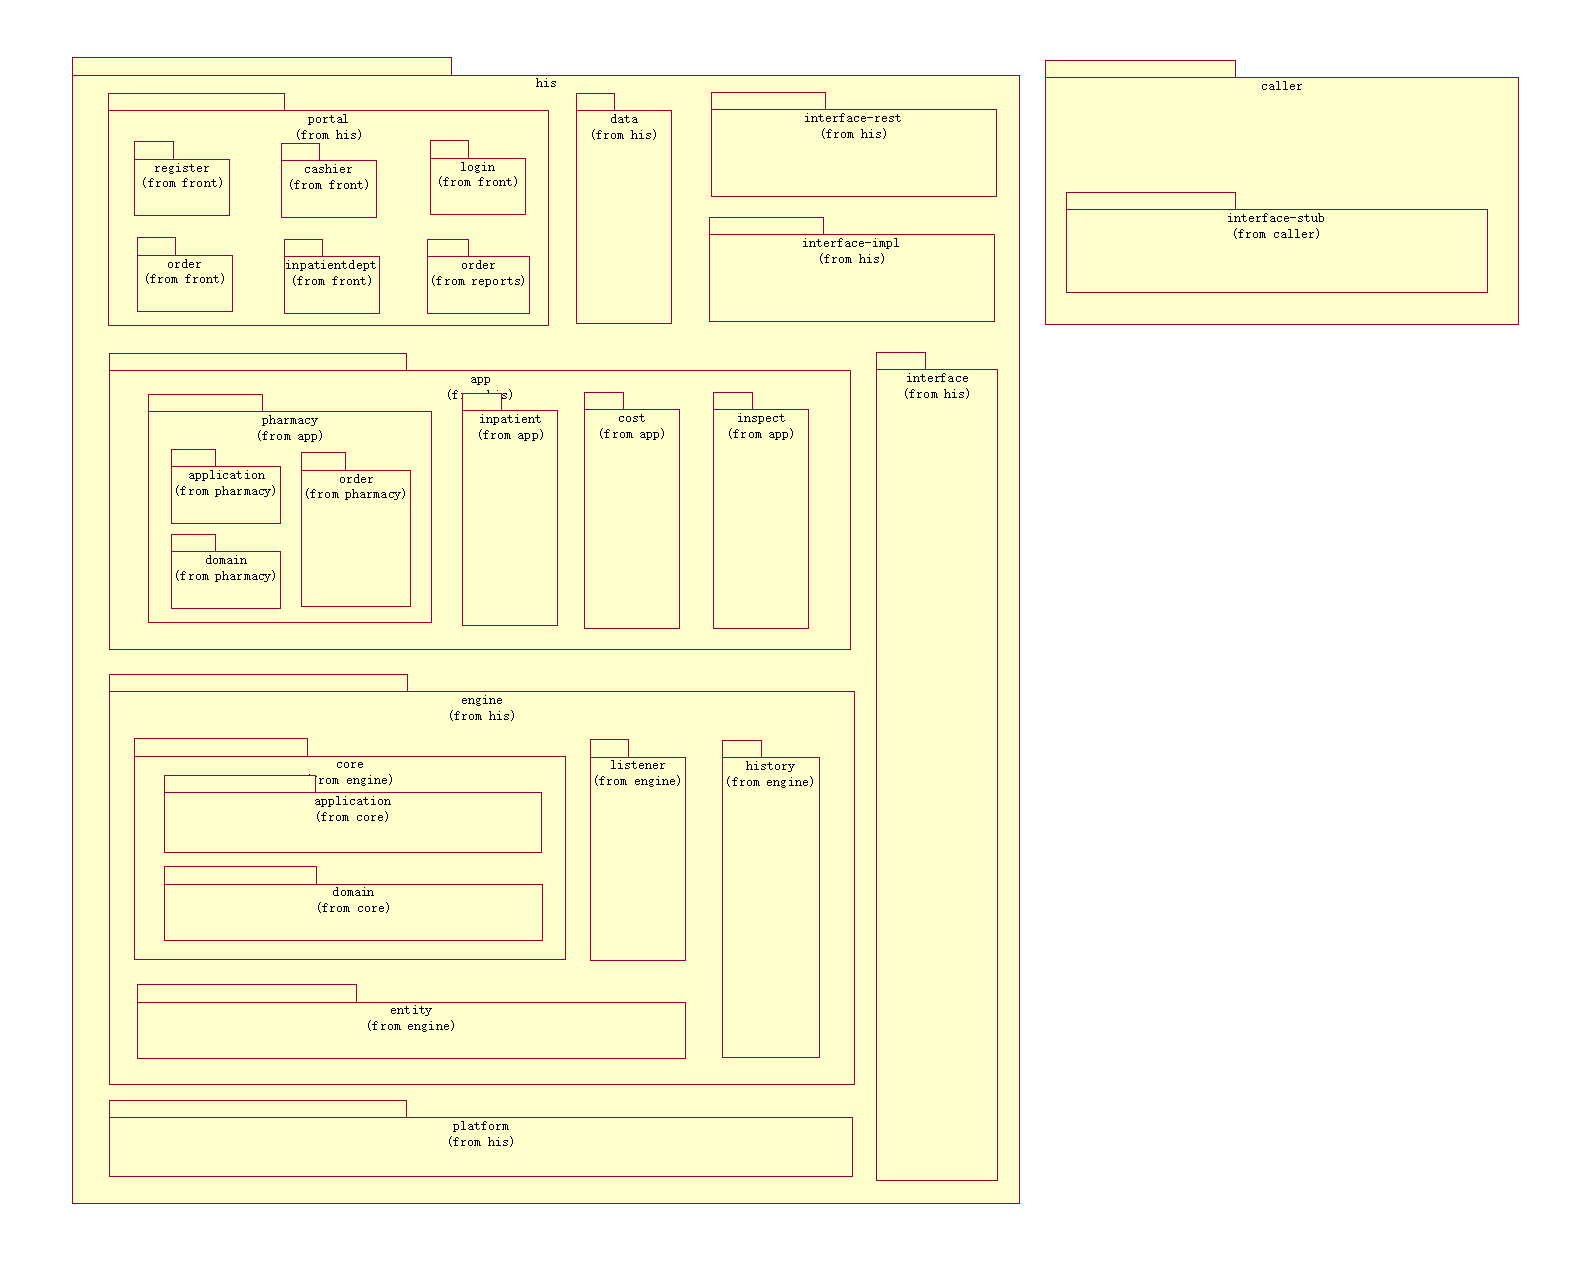 his
caller
portal
(from his)
data
(from his)
interface-rest
(from his)
register
(from front)
cashier
(from front)
login
(from front)
interface-stub
(from caller)
interface-impl
(from his)
order
(from front)
inpatientdept
(from front)
order
(from reports)
app
interface
(from his)
pharmacy
(from app)
inpatient
(from app)
cost
(from app)
inspect
(from app)
application
(from pharmacy)
order
(from pharmacy)
domain
(from pharmacy)
engine
(from his)
core
engine)
listener
(from engine)
history
(from engine)
application
(from core)
domain
(from core)
entity
(from engine)
platform
(from his)